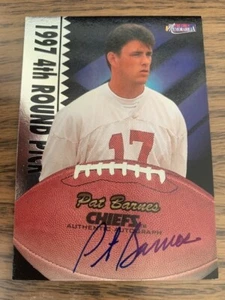 1997 4th ROUND PICK
17
Pat Barnes
CHIEFS
AUTHENTIC AUTOGRAPH
Pat Barnes